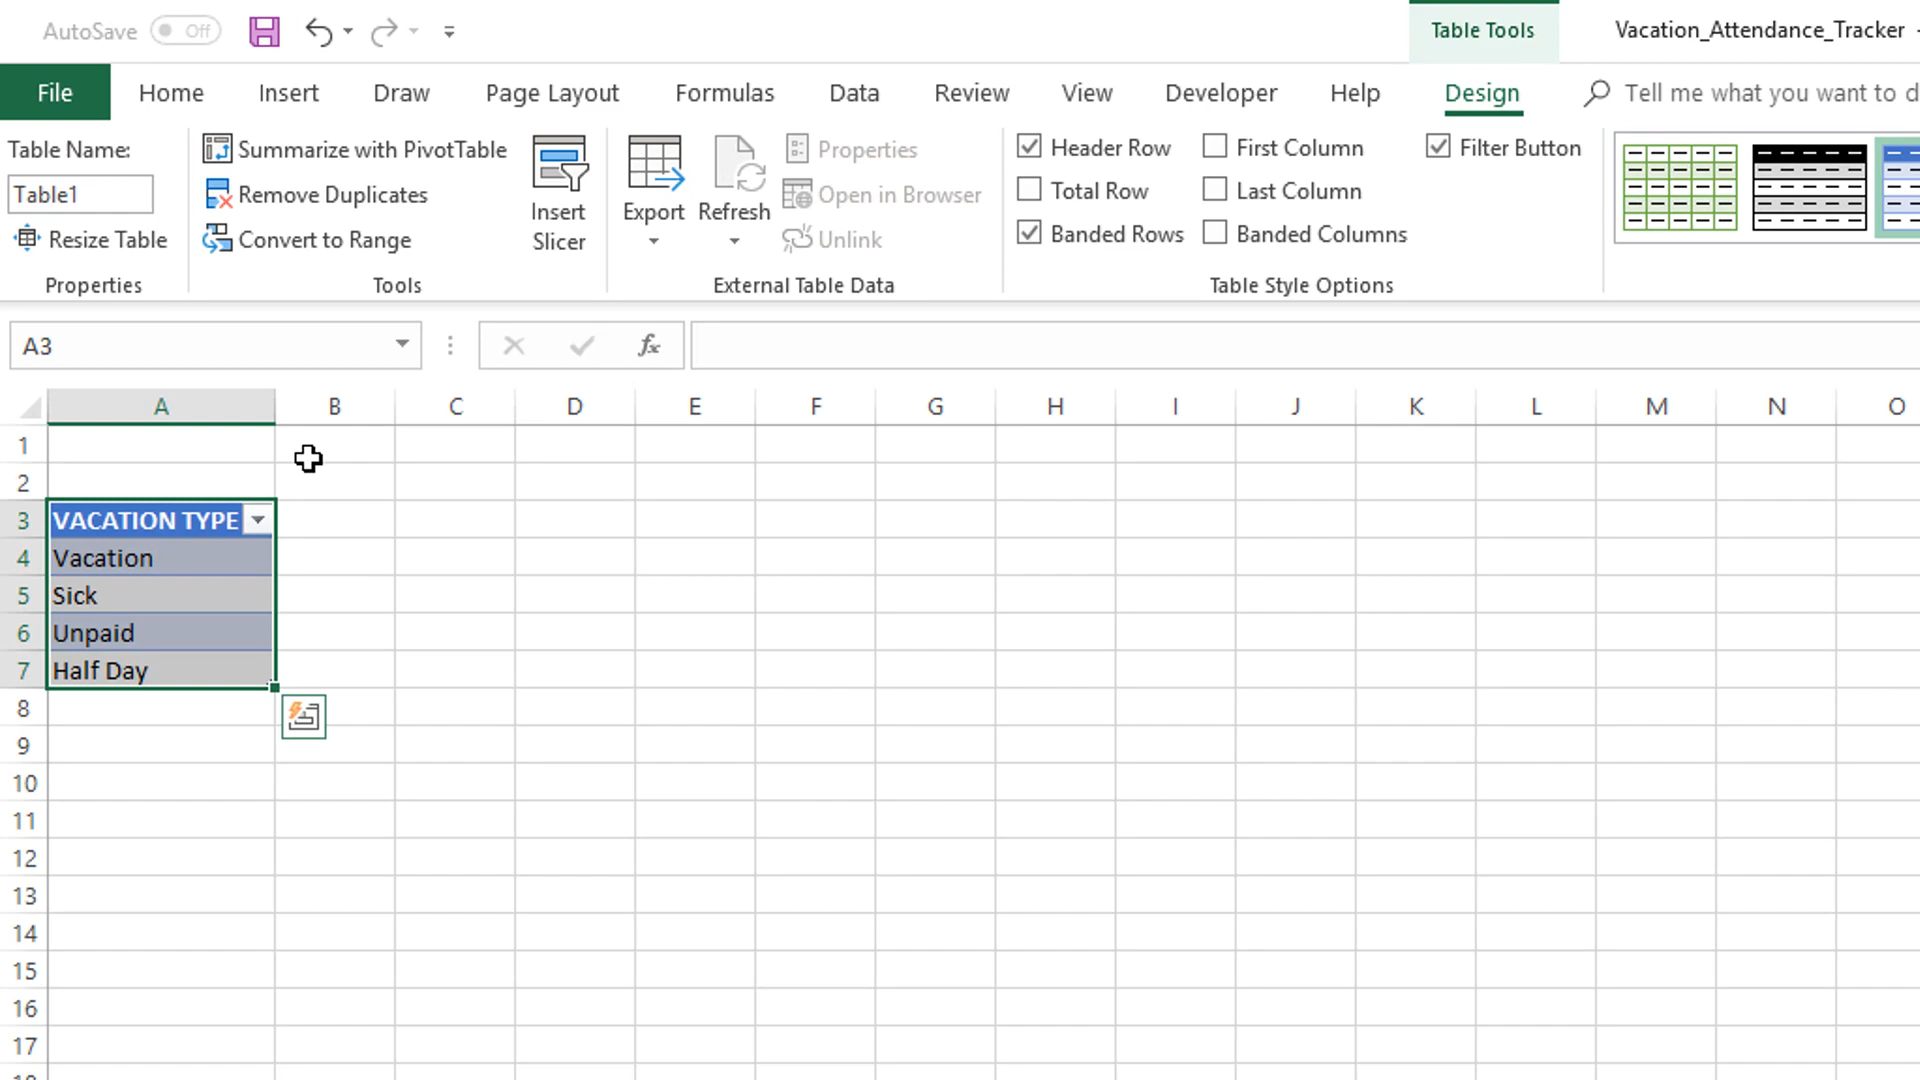 AutoSave Off
Table Tools
Vacation_Attendance_Tracker -
File Home Insert Draw Page Layout Formulas Data Review View Developer Help Design Tell me what you want to d
Table Name:
Table1
Resize Table
Properties
Summarize with PivotTable
Remove Duplicates
Convert to Range
Tools
Insert
Slicer
Export
Refresh
Properties
Open in Browser
Unlink
External Table Data
Header Row
Total Row
Banded Rows
First Column
Last Column
Banded Columns
Filter Button
Table Style Options
A3
fx
A B C D E F G H I J K L M N O
1
2
3 VACATION TYPE
4 Vacation
5 Sick
6 Unpaid
7 Half Day
8
9
10
11
12
13
14
15
16
17